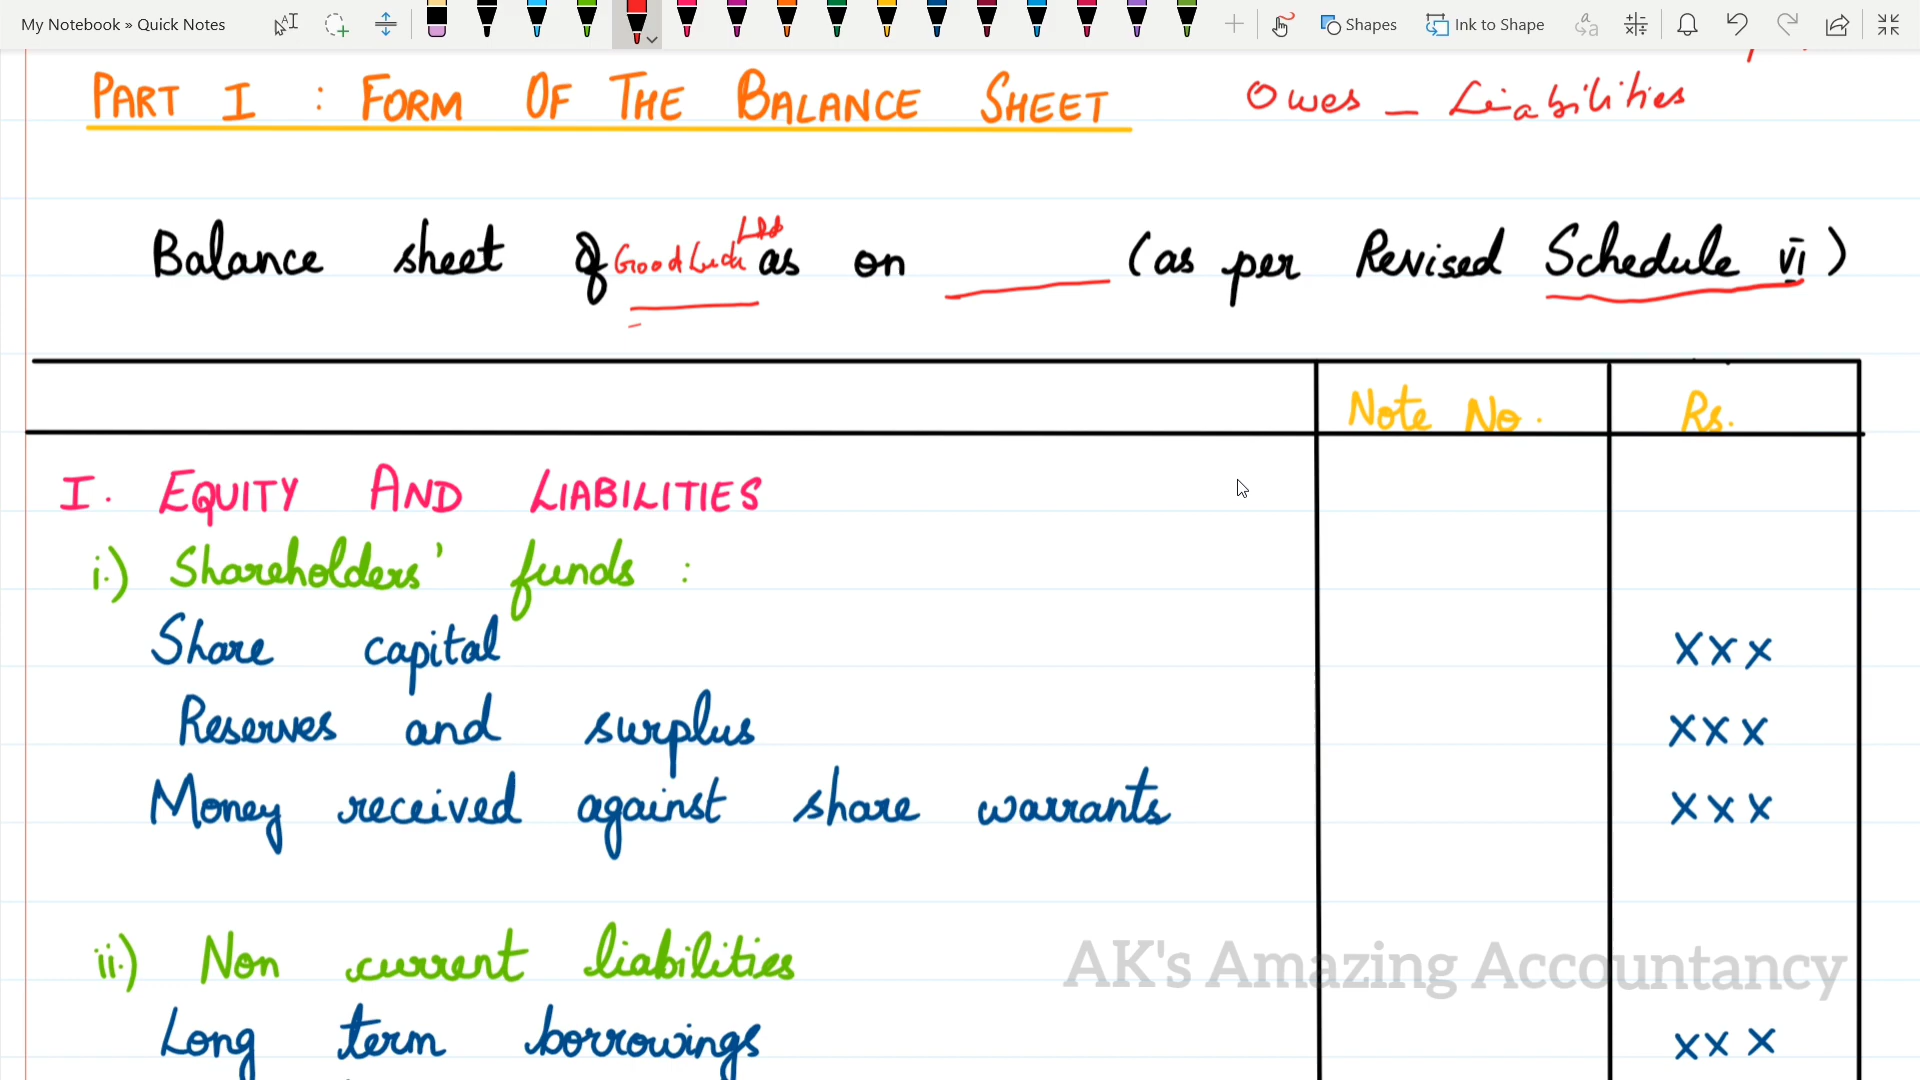 My Notebook » Quick Notes
Shapes
Ink to Shape
PART I : FORM OF THE BALANCE SHEET
Owes - Liabilities
Balance sheet of Good Luck Ltd as on ______ (as per Revised Schedule VI)
Note No. Rs.
I. EQUITY AND LIABILITIES
i.) Shareholders' funds :
Share capital xxx
Reserves and surplus xxx
Money received against share warrants xxx
ii.) Non current liabilities
AK's Amazing Accountancy
Long term borrowings xxx